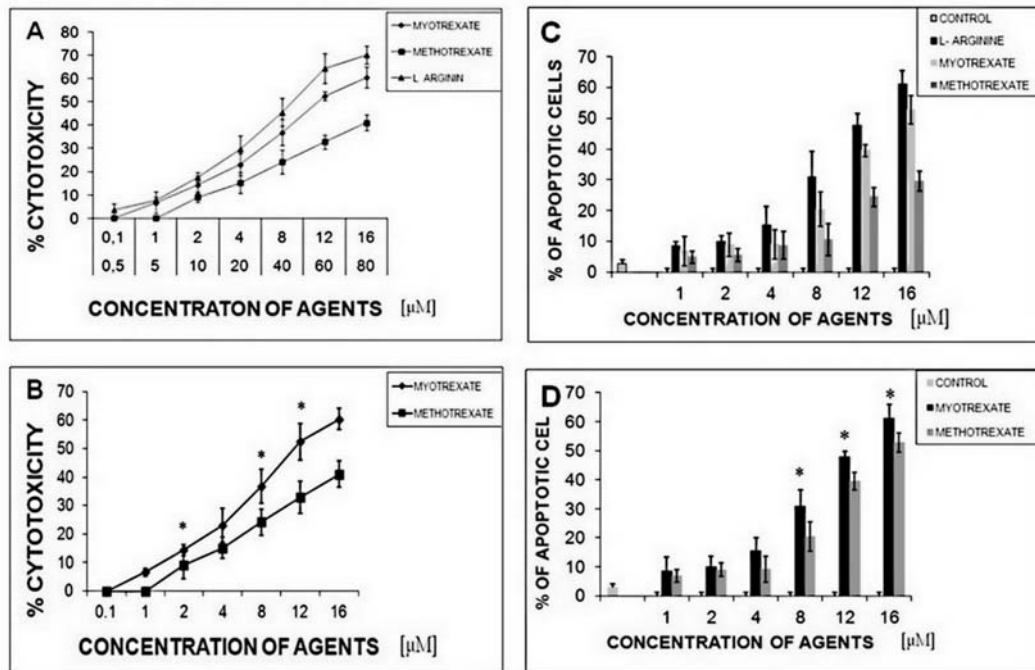 A
MYOTREXATE
METHOTREXATE
L ARGININ
% CYTOTOXICITY
80
70
60
50
40
30
20
10
0
0,1 1 2 4 8 12 16
0,5 5 10 20 40 60 80
CONCENTRATON OF AGENTS [µM]
C
CONTROL
L- ARGININE
MYOTREXATE
METHOTREXATE
% OF APOPTOTIC CELLS
70
60
50
40
30
20
10
0
1 2 4 8 12 16
CONCENTRATION OF AGENTS [µM]
B
MYOTREXATE
METHOTREXATE
% CYTOTOXICITY
70
60
50
40
30
20
10
0
* * *
0.1 1 2 4 8 12 16
CONCENTRATION OF AGENTS [µM]
D
CONTROL
MYOTREXATE
METHOTREXATE
% OF APOPTOTIC CEL
70
60
50
40
30
20
10
0
* * *
1 2 4 8 12 16
CONCENTRATION OF AGENTS [µM]